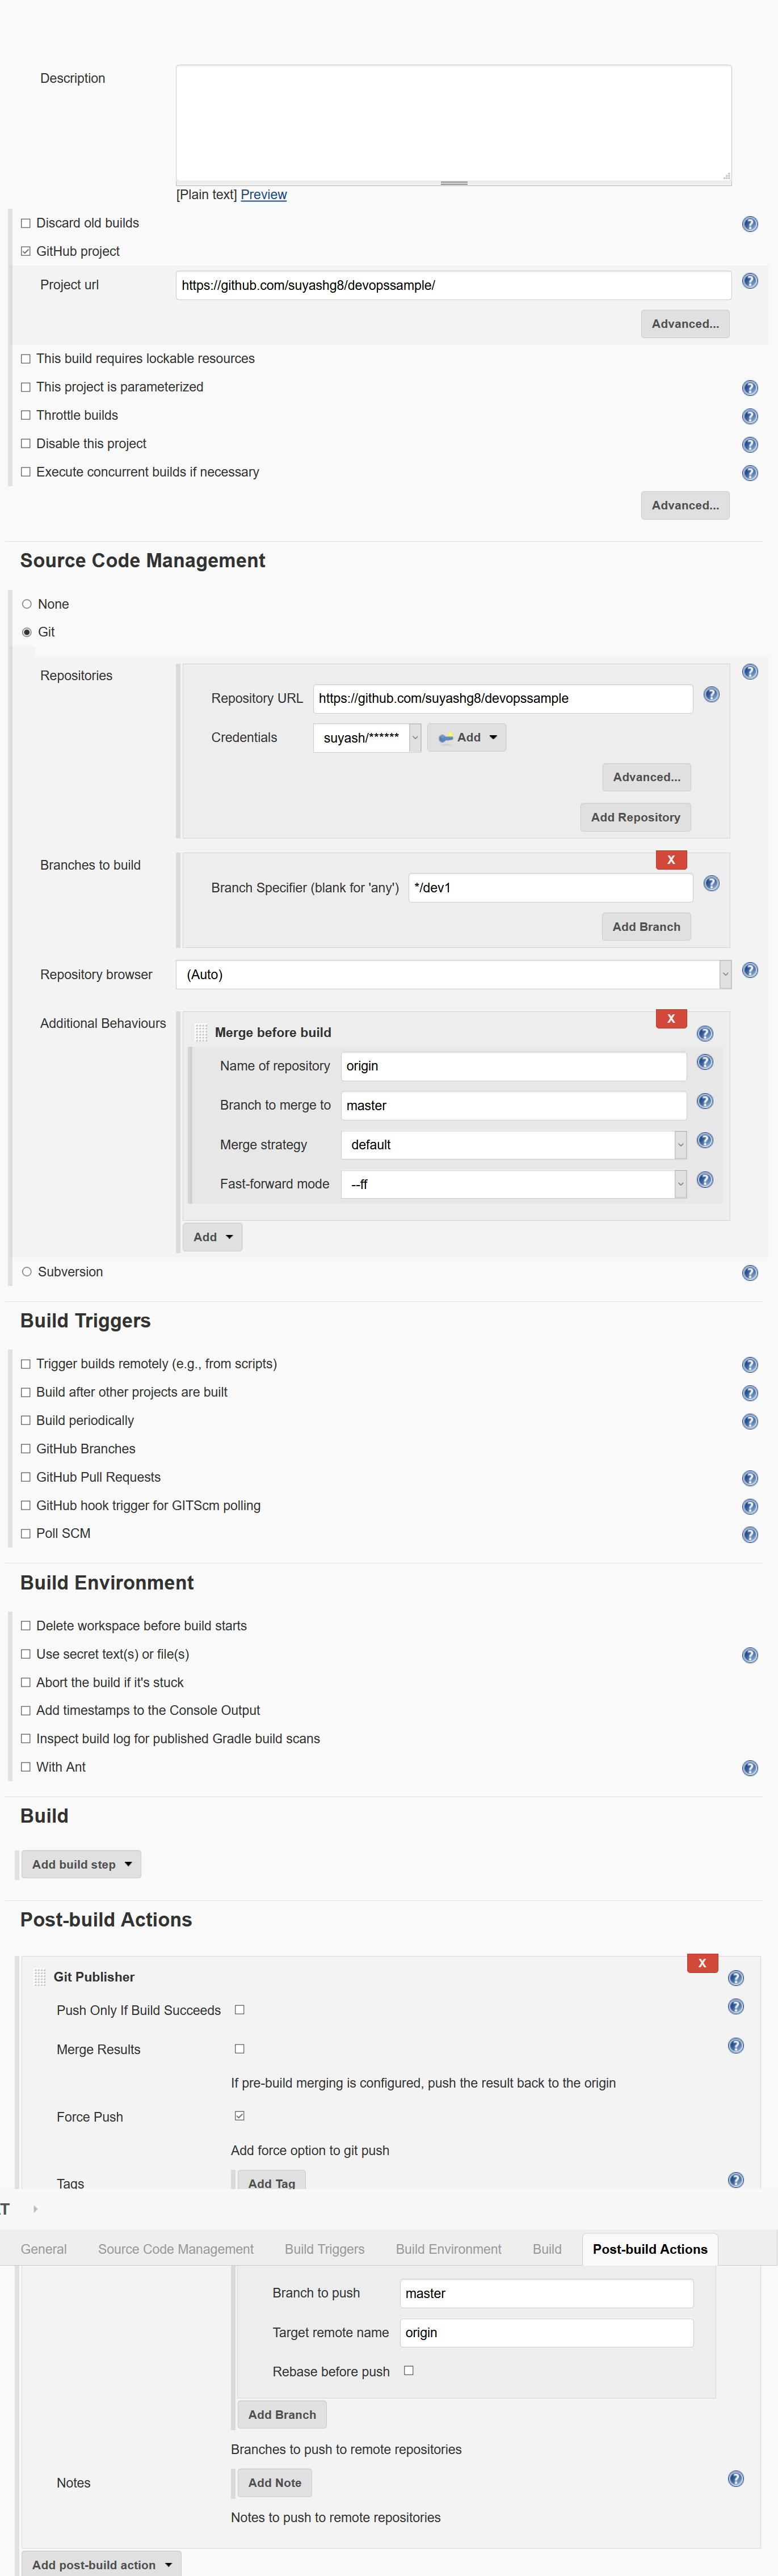 Description
[Plain text] Preview
Discard old builds
GitHub project
Project url https://github.com/suyashg8/devopssample/
Advanced...
This build requires lockable resources
This project is parameterized
Throttle builds
Disable this project
Execute concurrent builds if necessary
Advanced...
Source Code Management
None
Git
Repositories
Repository URL https://github.com/suyashg8/devopssample
Credentials suyash/****** Add
Advanced...
Add Repository
Branches to build X
Branch Specifier (blank for 'any') */dev1
Add Branch
Repository browser (Auto)
Additional Behaviours X
Merge before build
Name of repository origin
Branch to merge to master
Merge strategy default
Fast-forward mode --ff
Add
Subversion
Build Triggers
Trigger builds remotely (e.g., from scripts)
Build after other projects are built
Build periodically
GitHub Branches
GitHub Pull Requests
GitHub hook trigger for GITScm polling
Poll SCM
Build Environment
Delete workspace before build starts
Use secret text(s) or file(s)
Abort the build if it's stuck
Add timestamps to the Console Output
Inspect build log for published Gradle build scans
With Ant
Build
Add build step
Post-build Actions
X
Git Publisher
Push Only If Build Succeeds
Merge Results
If pre-build merging is configured, push the result back to the origin
Force Push
Add force option to git push
Tags Add Tag
T
General Source Code Management Build Triggers Build Environment Build Post-build Actions
Branch to push master
Target remote name origin
Rebase before push
Add Branch
Branches to push to remote repositories
Notes Add Note
Notes to push to remote repositories
Add post-build action